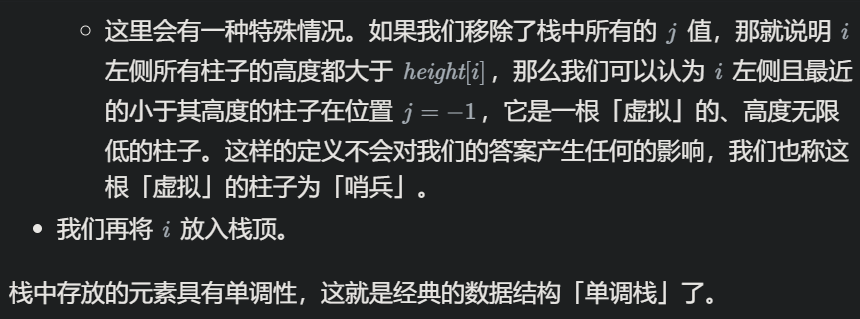 这里会有一种特殊情况。如果我们移除了栈中所有的 j 值，那就说明 i
左侧所有柱子的高度都大于 height[i]，那么我们可以认为 i 左侧且最近
的小于其高度的柱子在位置 j = −1，它是一根「虚拟」的、高度无限
低的柱子。这样的定义不会对我们的答案产生任何的影响，我们也称这
根「虚拟」的柱子为「哨兵」。
我们再将 i 放入栈顶。
栈中存放的元素具有单调性，这就是经典的数据结构「单调栈」了。